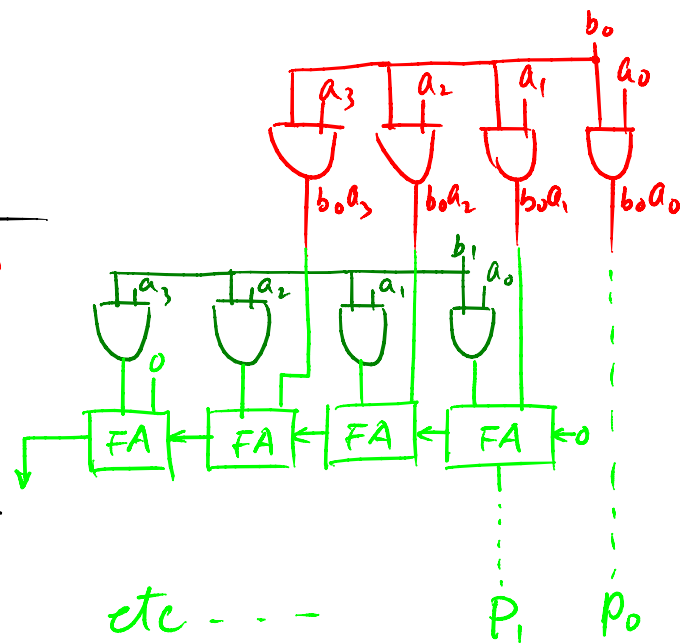 b₀
a₃ a₂ a₁ a₀
b₀a₃ b₀a₂ b₀a₁ b₀a₀
b₁
a₃ a₂ a₁ a₀
0
FA FA FA FA 0
etc - - - - P₁ P₀